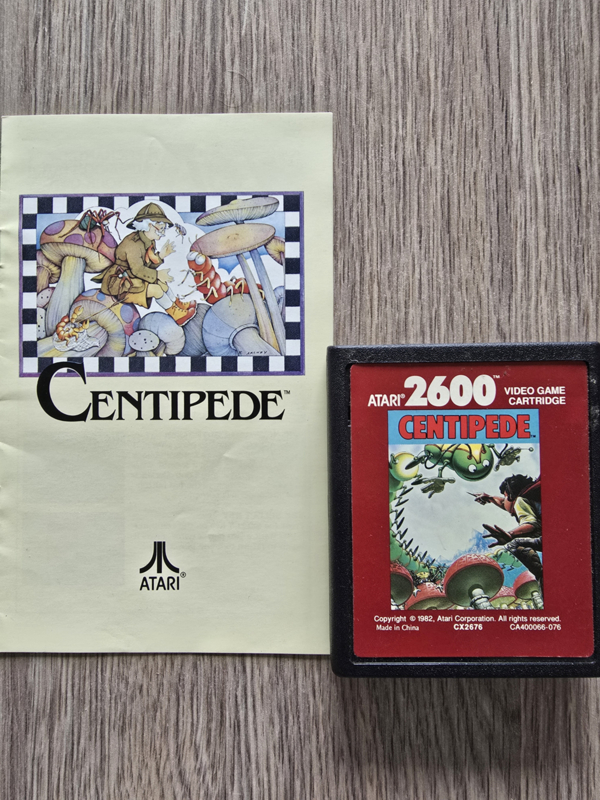 CENTIPEDE™
ATARI®
ATARI® 2600™ VIDEO GAME
CARTRIDGE
CENTIPEDE™
Copyright © 1982, Atari Corporation. All rights reserved.
Made in China CX2676 CA400066-076